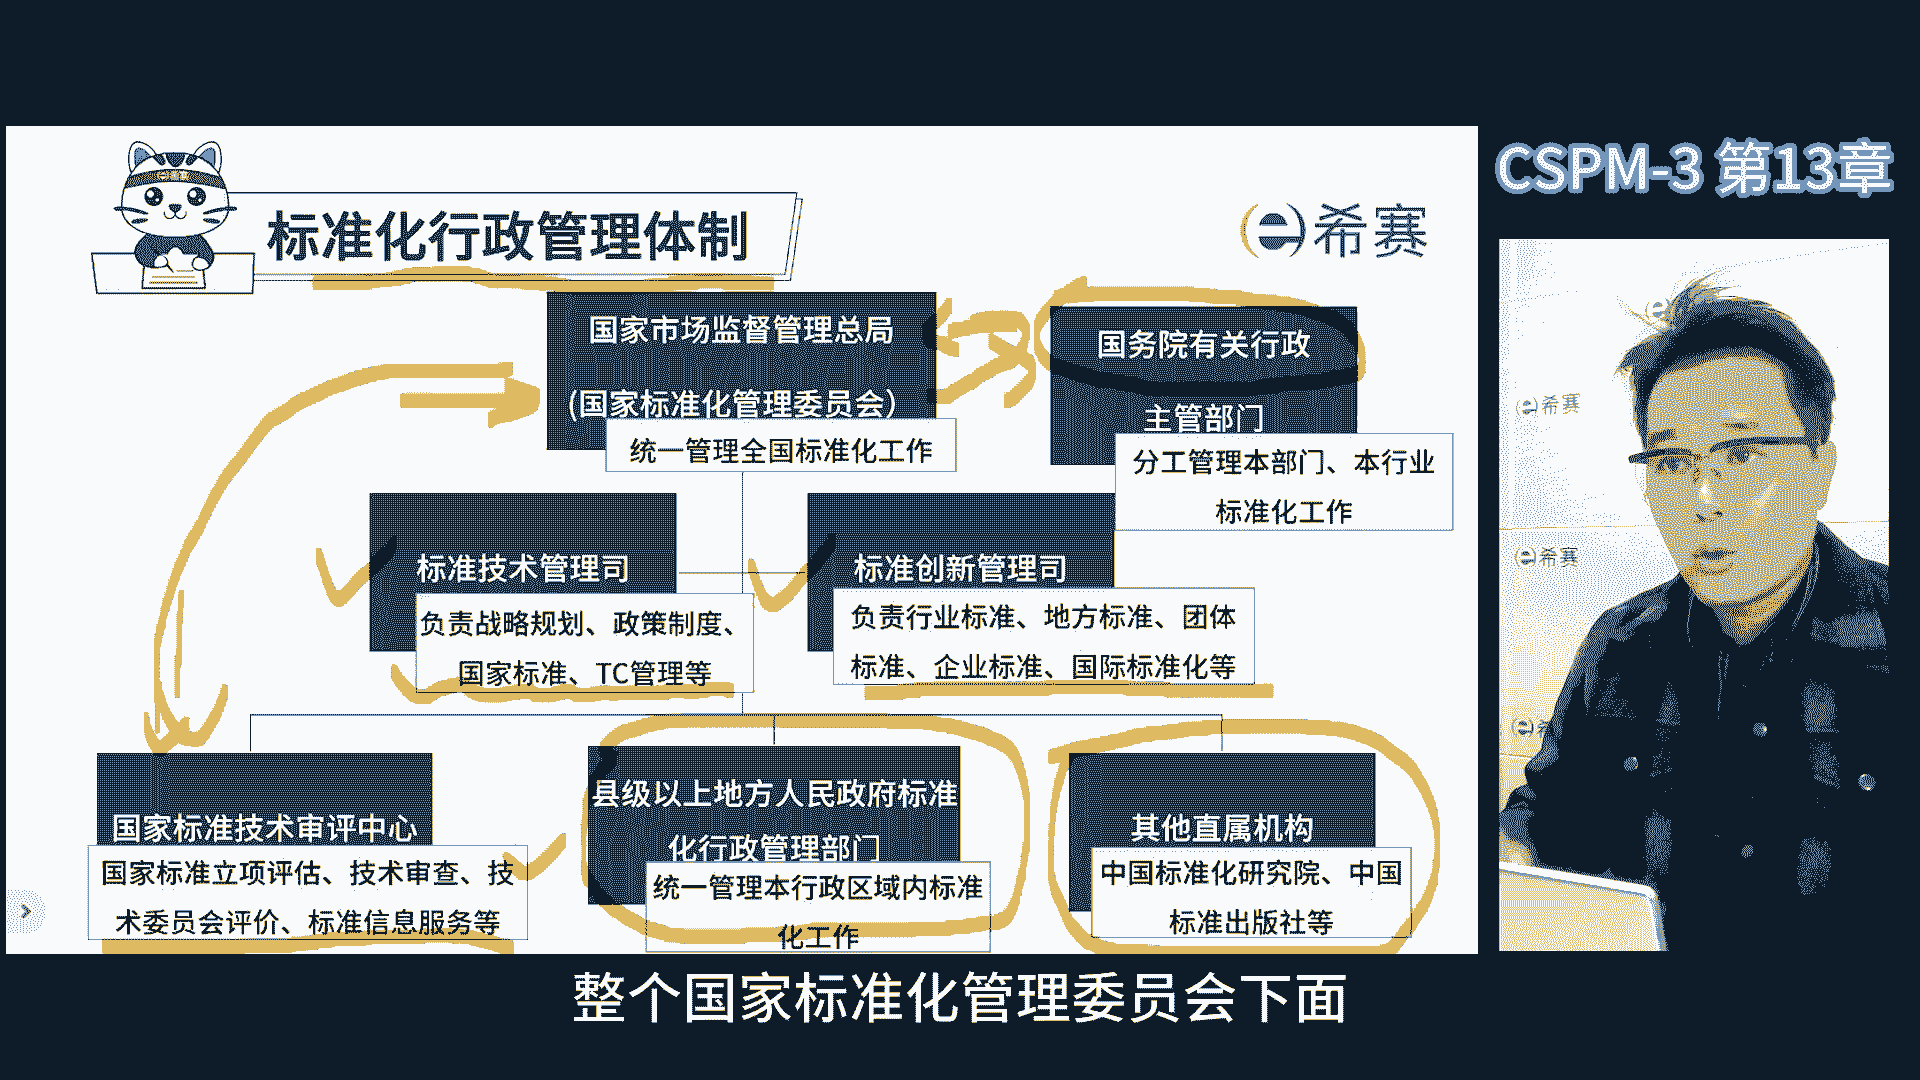 CSPM-3 第13章
e希赛
标准化行政管理体制
e希赛
国家市场监督管理总局
(国家标准化管理委员会)
统一管理全国标准化工作
国务院有关行政
主管部门
分工管理本部门、本行业
标准化工作
标准技术管理司
负责战略规划、政策制度、
国家标准、TC管理等
标准创新管理司
负责行业标准、地方标准、团体
标准、企业标准、国际标准化等
国家标准技术审评中心
国家标准立项评估、技术审查、技
术委员会评价、标准信息服务等
县级以上地方人民政府标准
化行政管理部门
统一管理本行政区域内标准
化工作
其他直属机构
中国标准化研究院、中国
标准出版社等
e希赛
e希赛
整个国家标准化管理委员会下面